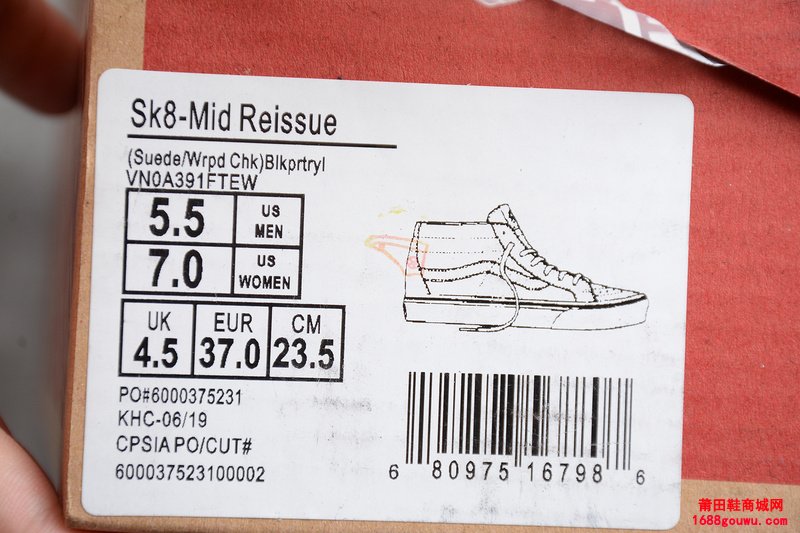 Sk8-Mid Reissue
(Suede/Wrpd Chk)Blkprtryl
VN0A391FTEW
5.5 US MEN
7.0 US WOMEN
UK EUR CM
4.5 37.0 23.5
PO#6000375231
KHC-06/19
CPSIAPO/CUT#
600037523100002
6 80975 16798 6
莆田鞋商城网
1688gouwu.com